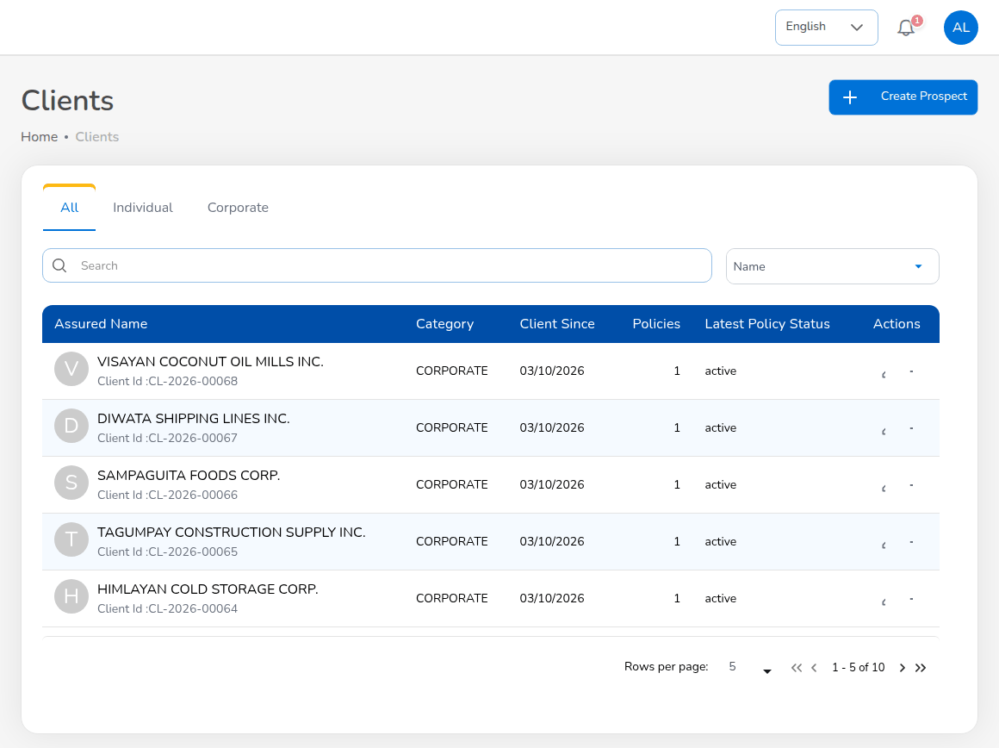 English
1
AL
Clients
Create Prospect
Home • Clients
All Individual Corporate
Search
Name
Assured Name Category Client Since Policies Latest Policy Status Actions
V
VISAYAN COCONUT OIL MILLS INC.
Client Id :CL-2026-00068
CORPORATE 03/10/2026 1 active -
D
DIWATA SHIPPING LINES INC.
Client Id :CL-2026-00067
CORPORATE 03/10/2026 1 active -
S
SAMPAGUITA FOODS CORP.
Client Id :CL-2026-00066
CORPORATE 03/10/2026 1 active -
T
TAGUMPAY CONSTRUCTION SUPPLY INC.
Client Id :CL-2026-00065
CORPORATE 03/10/2026 1 active -
H
HIMLAYAN COLD STORAGE CORP.
Client Id :CL-2026-00064
CORPORATE 03/10/2026 1 active -
Rows per page: 5 1 - 5 of 10